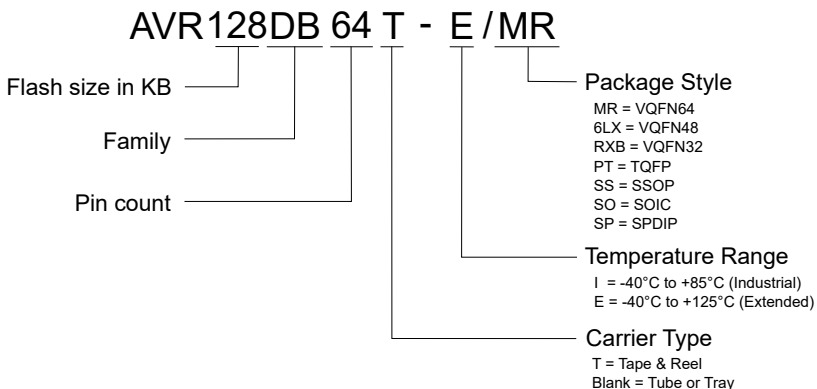 AVR128DB64T - E/MR
Flash size in KB
Family
Pin count
Package Style
MR = VQFN64
6LX = VQFN48
RXB = VQFN32
PT = TQFP
SS = SSOP
SO = SOIC
SP = SPDIP
Temperature Range
I = -40°C to +85°C (Industrial)
E = -40°C to +125°C (Extended)
Carrier Type
T = Tape & Reel
Blank = Tube or Tray